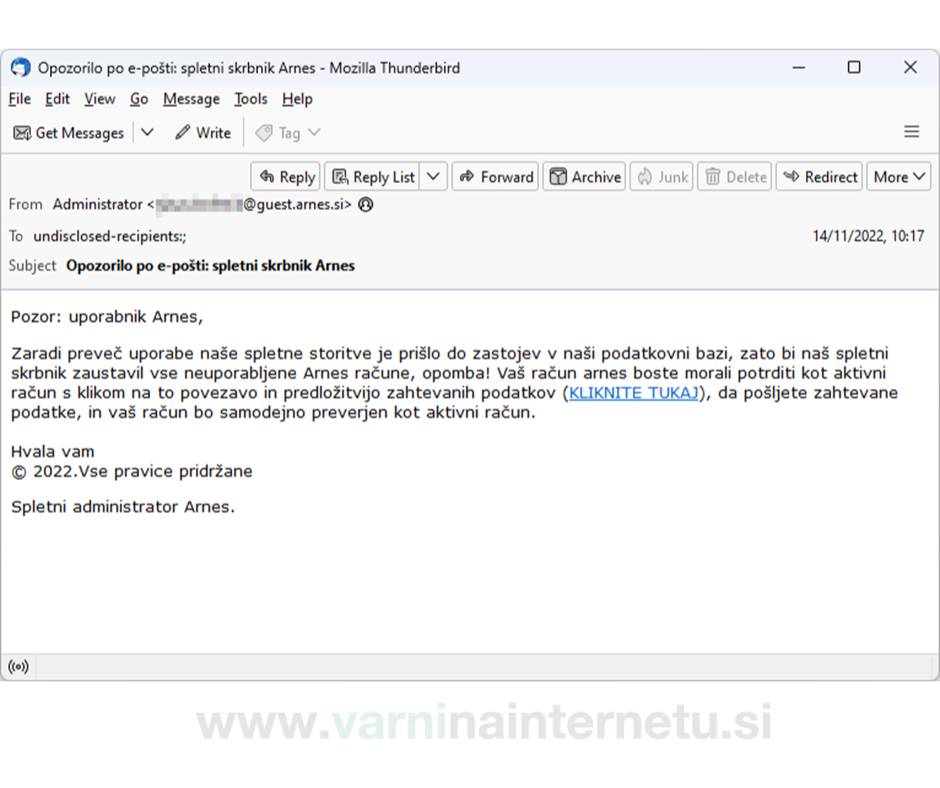 Opozorilo po e-pošti: spletni skrbnik Arnes - Mozilla Thunderbird
File Edit View Go Message Tools Help
Get Messages Write Tag
Reply Reply List Forward Archive Junk Delete Redirect More
From Administrator < @guest.arnes.si>
To undisclosed-recipients:; 14/11/2022, 10:17
Subject Opozorilo po e-pošti: spletni skrbnik Arnes
Pozor: uporabnik Arnes,
Zaradi preveč uporabe naše spletne storitve je prišlo do zastojev v naši podatkovni bazi, zato bi naš spletni
skrbnik zaustavil vse neuporabljene Arnes račune, opomba! Vaš račun arnes boste morali potrditi kot aktivni
račun s klikom na to povezavo in predložitvijo zahtevanih podatkov (KLIKNITE TUKAJ), da pošljete zahtevane
podatke, in vaš račun bo samodejno preverjen kot aktivni račun.
Hvala vam
© 2022.Vse pravice pridržane
Spletni administrator Arnes.
www.varninainternetu.si